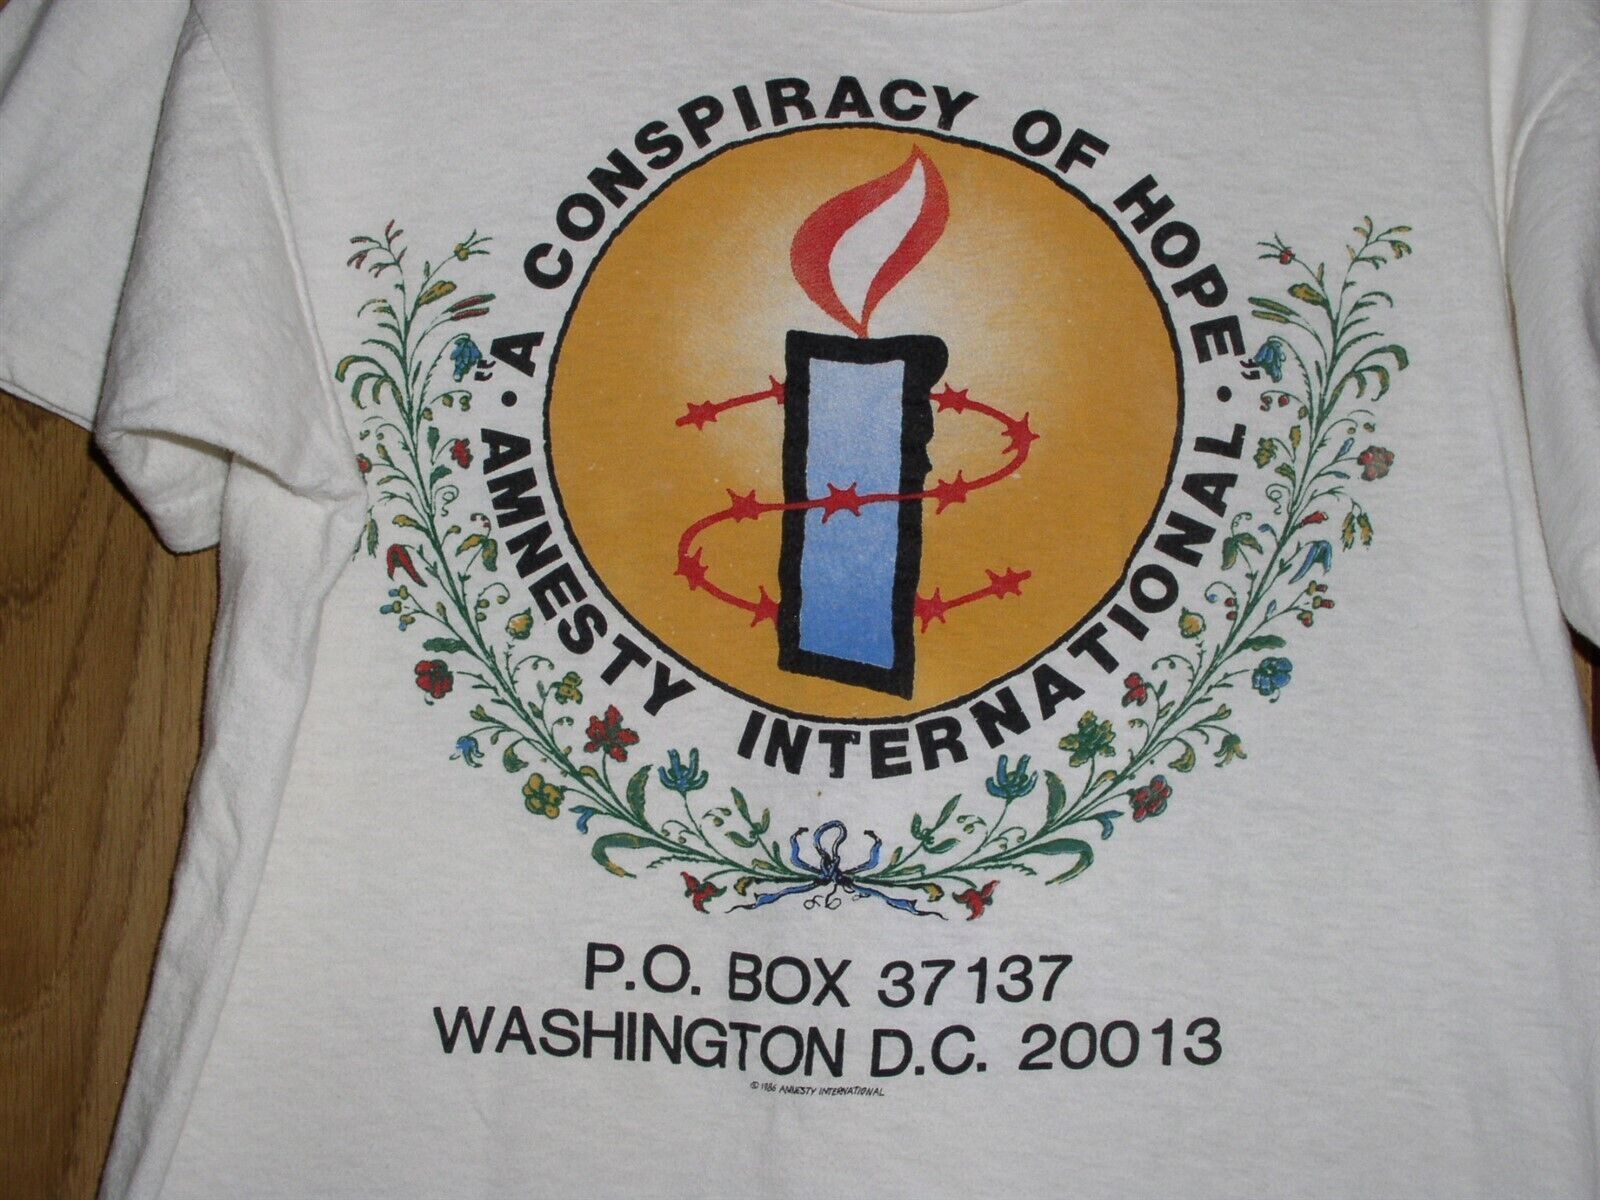 "A CONSPIRACY OF HOPE"
· AMNESTY INTERNATIONAL ·
P.O. BOX 37137
WASHINGTON D.C. 20013
© 1986 AMNESTY INTERNATIONAL